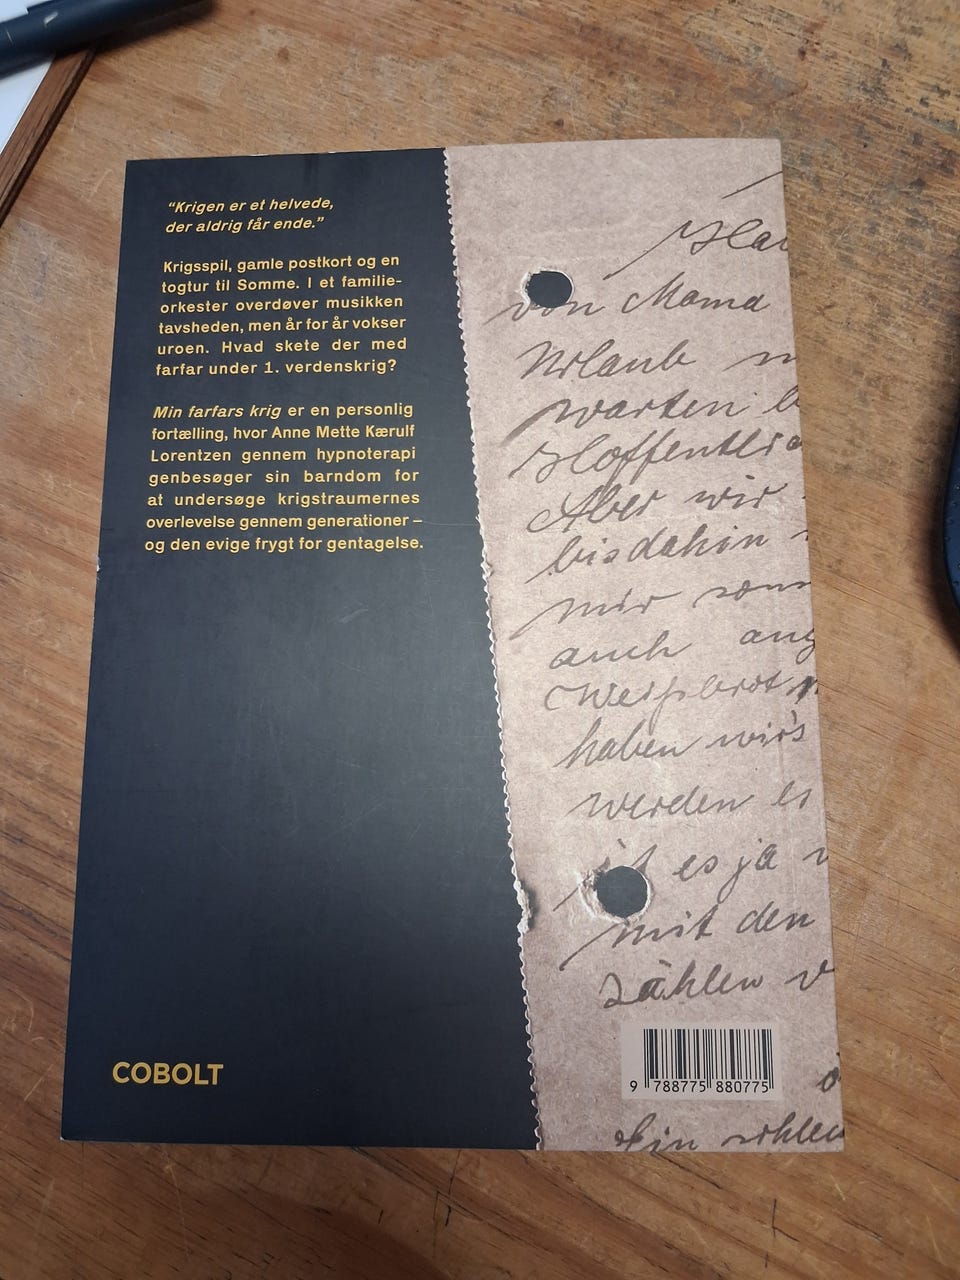 “Krigen er et helvede,
der aldrig får ende.”
Krigsspil, gamle postkort og en
togtur til Somme. I et familie-
orkester overdøver musikken
tavsheden, men år for år vokser
uroen. Hvad skete der med
farfar under 1. verdenskrig?
Min farfars krig er en personlig
fortælling, hvor Anne Mette Kærulf
Lorentzen gennem hypnoterapi
genbesøger sin barndom for
at undersøge krigstraumernes
overlevelse gennem generationer –
og den evige frygt for gentagelse.
COBOLT
von Mama
Urlaub
warten
Aber wir
bis dahin
mir
auch
Weißbrot
haben wir's
werden es
ist es ja
mit den
zählen
9 788775 880775